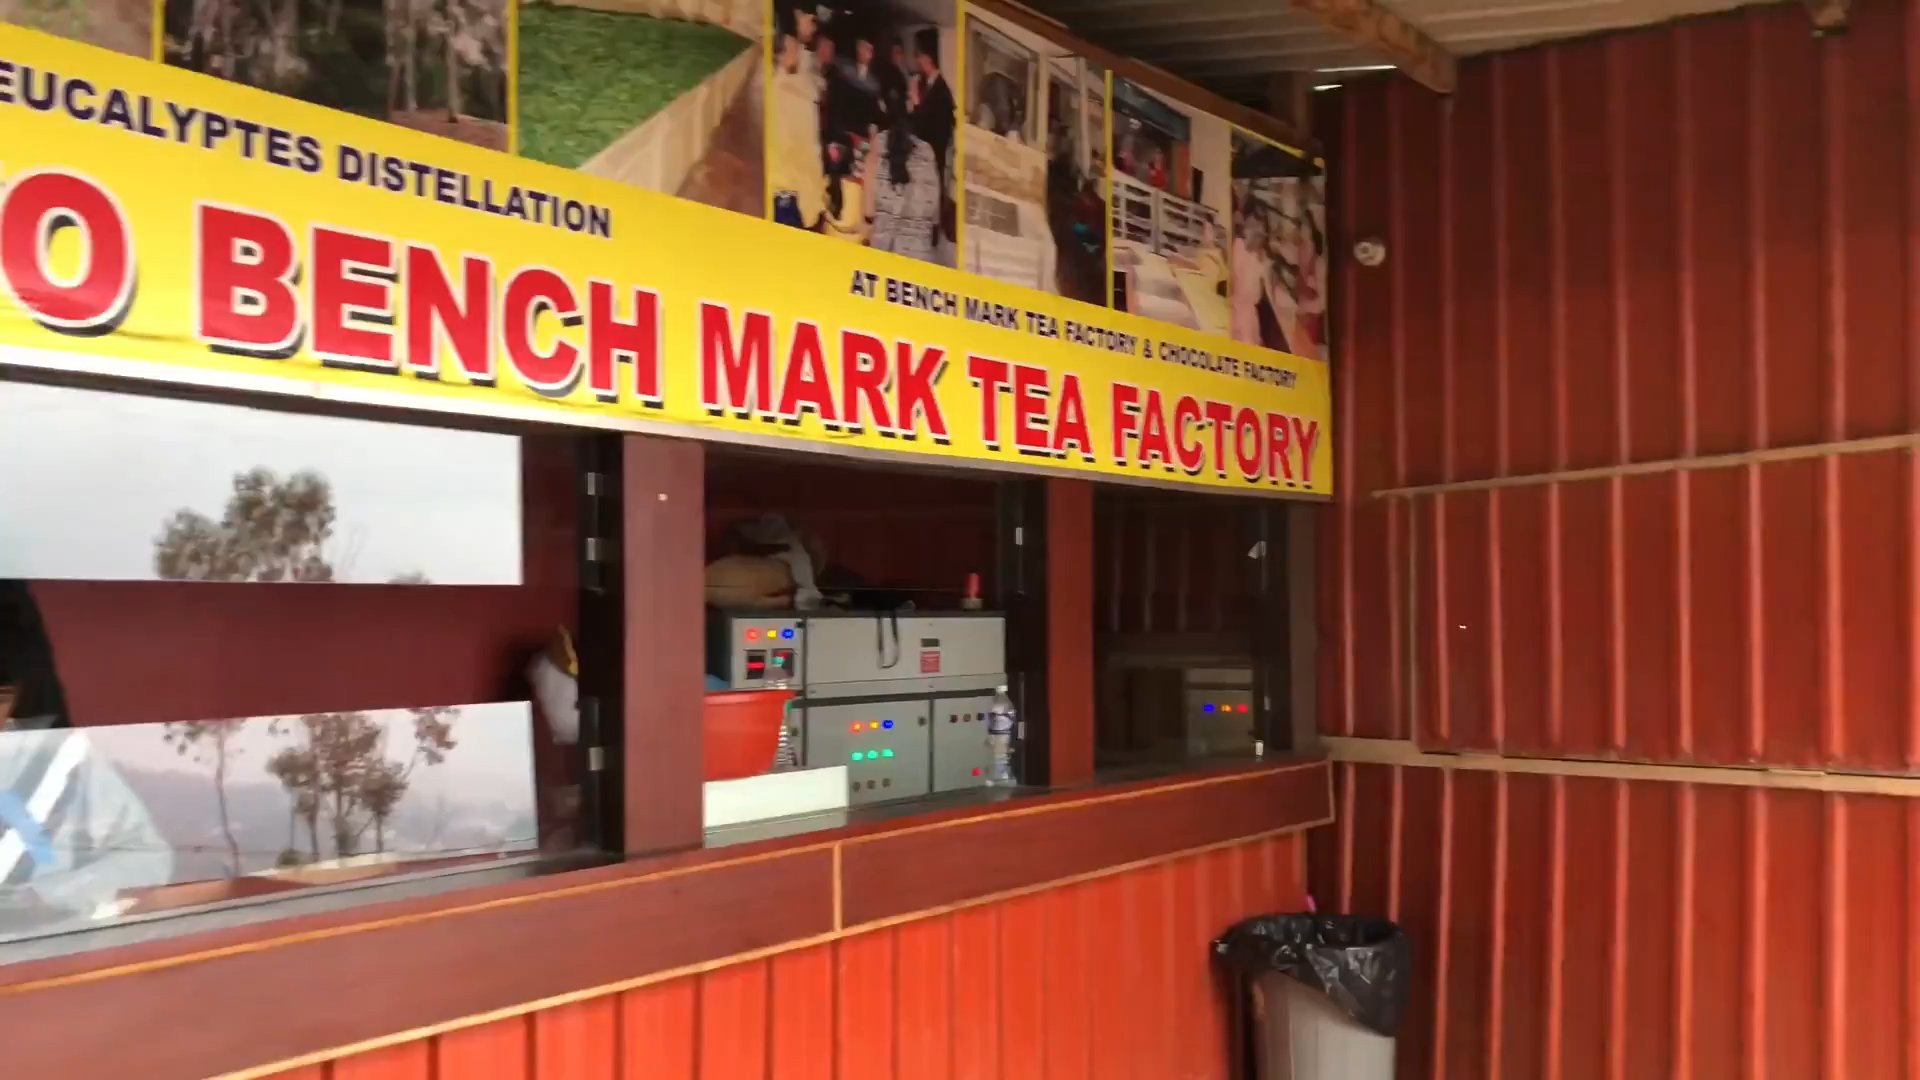 EUCALYPTES DISTELLATION
O BENCH MARK TEA FACTORY
AT BENCH MARK TEA FACTORY & CHOCOLATE FACTORY